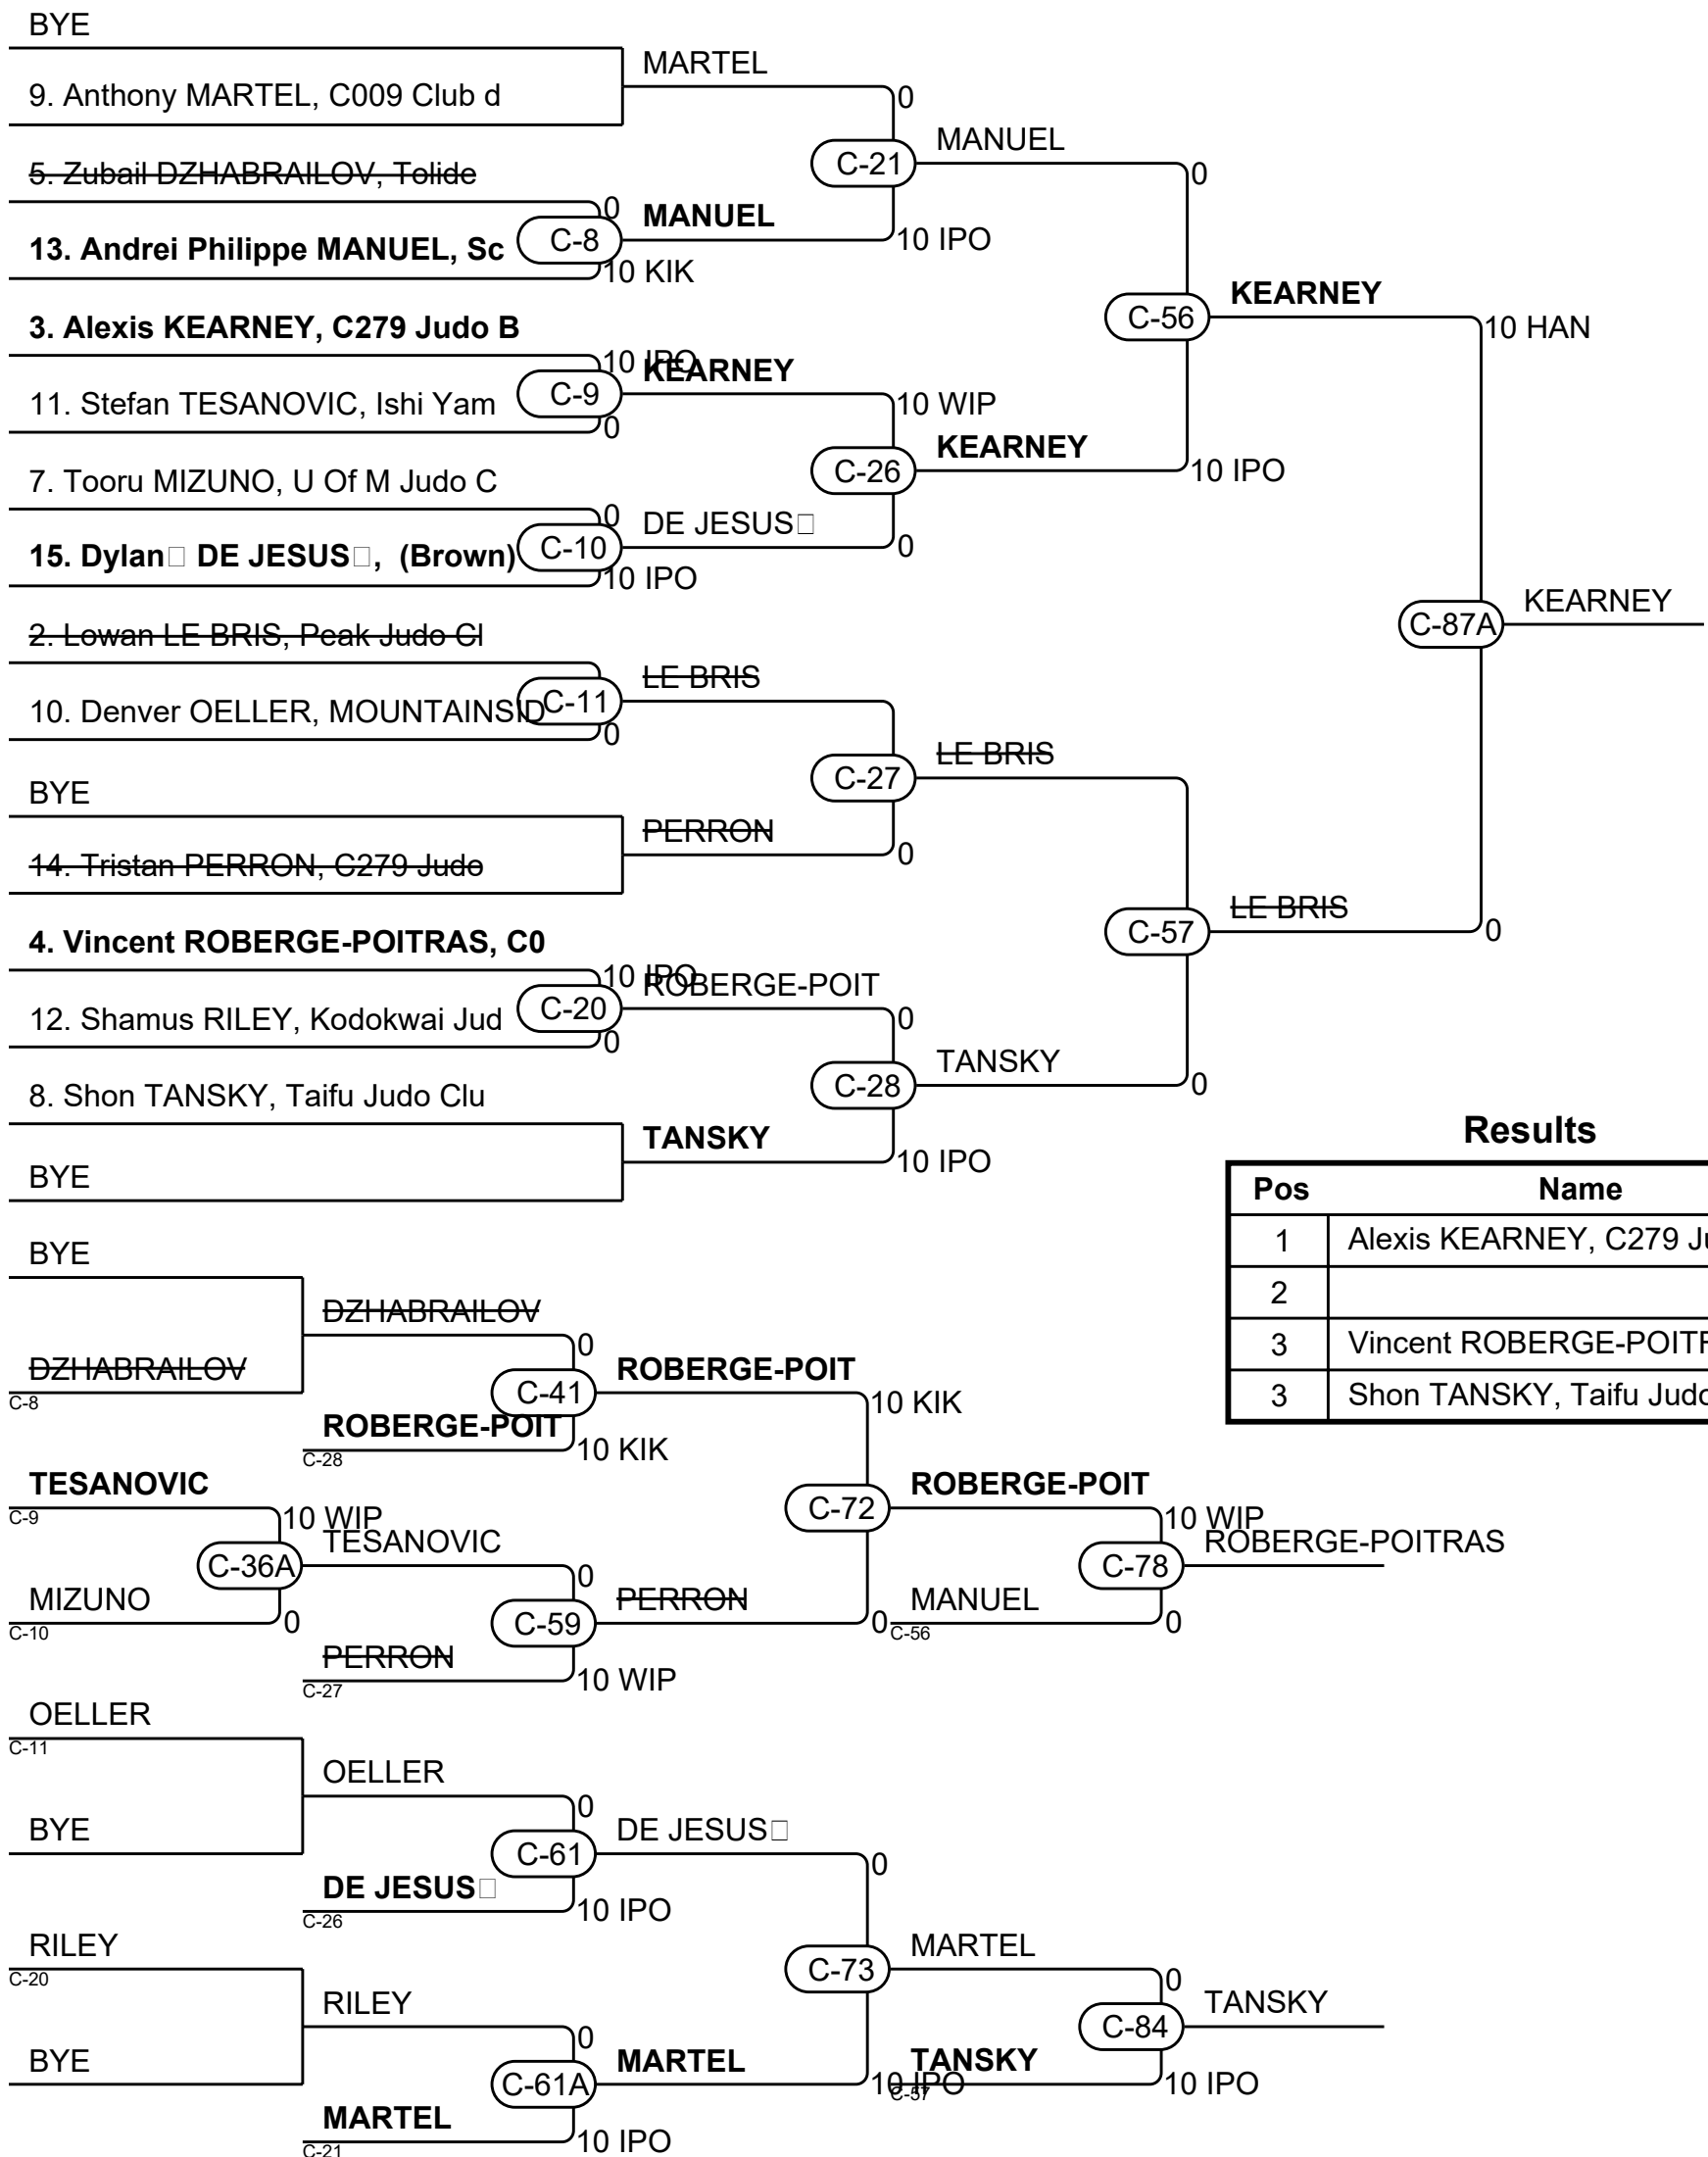 BYE
MARTEL
9. Anthony MARTEL, C009 Club d
0
MANUEL
C-21
5. Zubail DZHABRAILOV, Tolide
0
0
MANUEL
C-8
13. Andrei Philippe MANUEL, Sc
10 IPO
10 KIK
KEARNEY
C-56
3. Alexis KEARNEY, C279 Judo B
10 HAN
10 IPO
KEARNEY
C-9
11. Stefan TESANOVIC, Ishi Yam
10 WIP
0
KEARNEY
C-26
10 IPO
7. Tooru MIZUNO, U Of M Judo C
0
DE JESUS□
C-10
0
15. Dylan□ DE JESUS□, (Brown)
10 IPO
KEARNEY
C-87A
2. Lowan LE BRIS, Peak Judo Cl
LE BRIS
C-11
10. Denver OELLER, MOUNTAINSID
0
LE BRIS
C-27
BYE
PERRON
0
14. Tristan PERRON, C279 Judo
LE BRIS
C-57
0
4. Vincent ROBERGE-POITRAS, C0
10 IPO
ROBERGE-POIT
C-20
12. Shamus RILEY, Kodokwai Jud
0
0
TANSKY
C-28
0
8. Shon TANSKY, Taifu Judo Clu
TANSKY
10 IPO
BYE
Results
Pos Name
1 Alexis KEARNEY, C279 Ju
2
3 Vincent ROBERGE-POITR
3 Shon TANSKY, Taifu Judo
BYE
DZHABRAILOV
0
DZHABRAILOV
C-8
ROBERGE-POIT
C-41
10 KIK
ROBERGE-POIT
C-28
10 KIK
TESANOVIC
C-9
10 WIP
ROBERGE-POIT
C-72
10 WIP
TESANOVIC
C-36A
ROBERGE-POITRAS
C-78
0
MIZUNO
C-10
0
PERRON
C-59
0
MANUEL
C-56
0
PERRON
C-27
10 WIP
OELLER
C-11
OELLER
0
BYE
DE JESUS□
C-61
0
DE JESUS□
C-26
10 IPO
RILEY
C-20
MARTEL
C-73
0
RILEY
TANSKY
C-84
0
BYE
MARTEL
C-61A
10 IPO
TANSKY
C-57
10 IPO
MARTEL
C-21
10 IPO